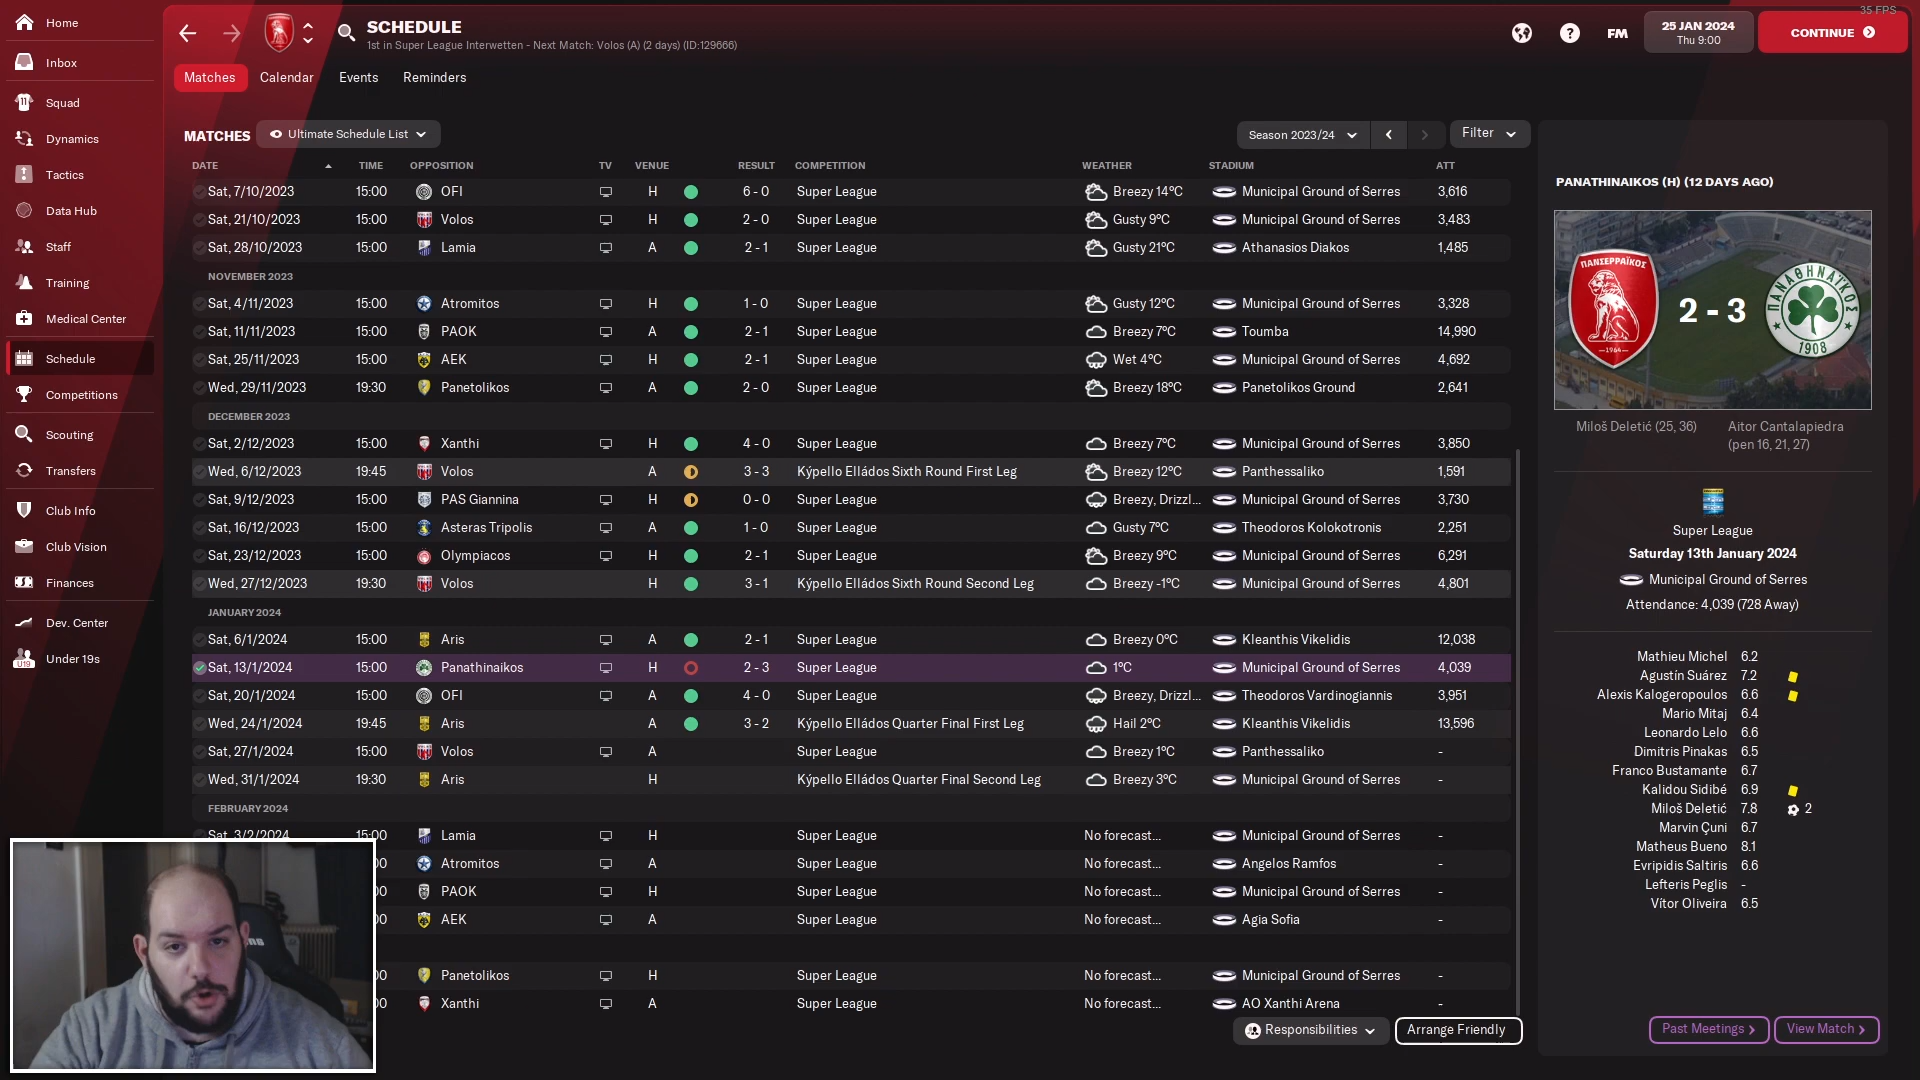 35 FPS
Home
Inbox
Squad
Dynamics
Tactics
Data Hub
Staff
Training
Medical Center
Schedule
Competitions
Scouting
Transfers
Club Info
Club Vision
Finances
Dev. Center
Under 19s
SCHEDULE
1st in Super League Interwetten - Next Match: Volos (A) (2 days) (ID:129666)
FM
25 JAN 2024
Thu 9:00
CONTINUE
Matches Calendar Events Reminders
MATCHES Ultimate Schedule List Season 2023/24 Filter
DATE TIME OPPOSITION TV VENUE RESULT COMPETITION WEATHER STADIUM ATT
Sat, 7/10/2023 15:00 OFI H 6 - 0 Super League Breezy 14ºC Municipal Ground of Serres 3,616
Sat, 21/10/2023 15:00 Volos H 2 - 0 Super League Gusty 9ºC Municipal Ground of Serres 3,483
Sat, 28/10/2023 15:00 Lamia A 2 - 1 Super League Gusty 21ºC Athanasios Diakos 1,485
NOVEMBER 2023
Sat, 4/11/2023 15:00 Atromitos H 1 - 0 Super League Gusty 12ºC Municipal Ground of Serres 3,328
Sat, 11/11/2023 15:00 PAOK A 2 - 1 Super League Breezy 7ºC Toumba 14,990
Sat, 25/11/2023 15:00 AEK H 2 - 1 Super League Wet 4ºC Municipal Ground of Serres 4,692
Wed, 29/11/2023 19:30 Panetolikos A 2 - 0 Super League Breezy 18ºC Panetolikos Ground 2,641
DECEMBER 2023
Sat, 2/12/2023 15:00 Xanthi H 4 - 0 Super League Breezy 7ºC Municipal Ground of Serres 3,850
Wed, 6/12/2023 19:45 Volos A 3 - 3 Kýpello Elládos Sixth Round First Leg Breezy 12ºC Panthessaliko 1,591
Sat, 9/12/2023 15:00 PAS Giannina H 0 - 0 Super League Breezy, Drizzl... Municipal Ground of Serres 3,730
Sat, 16/12/2023 15:00 Asteras Tripolis A 1 - 0 Super League Gusty 7ºC Theodoros Kolokotronis 2,251
Sat, 23/12/2023 15:00 Olympiacos H 2 - 1 Super League Breezy 9ºC Municipal Ground of Serres 6,291
Wed, 27/12/2023 19:30 Volos H 3 - 1 Kýpello Elládos Sixth Round Second Leg Breezy -1ºC Municipal Ground of Serres 4,801
JANUARY 2024
Sat, 6/1/2024 15:00 Aris A 2 - 1 Super League Breezy 0ºC Kleanthis Vikelidis 12,038
Sat, 13/1/2024 15:00 Panathinaikos H 2 - 3 Super League 1ºC Municipal Ground of Serres 4,039
Sat, 20/1/2024 15:00 OFI A 4 - 0 Super League Breezy, Drizzl... Theodoros Vardinogiannis 3,951
Wed, 24/1/2024 19:45 Aris A 3 - 2 Kýpello Elládos Quarter Final First Leg Hail 2ºC Kleanthis Vikelidis 13,596
Sat, 27/1/2024 15:00 Volos A Super League Breezy 1ºC Panthessaliko -
Wed, 31/1/2024 19:30 Aris H Kýpello Elládos Quarter Final Second Leg Breezy 3ºC Municipal Ground of Serres -
FEBRUARY 2024
Sat, 3/2/2024 15:00 Lamia H Super League No forecast... Municipal Ground of Serres -
00 Atromitos A Super League No forecast... Angelos Ramfos -
00 PAOK H Super League No forecast... Municipal Ground of Serres -
00 AEK A Super League No forecast... Agia Sofia -
00 Panetolikos H Super League No forecast... Municipal Ground of Serres -
00 Xanthi A Super League No forecast... AO Xanthi Arena -
Responsibilities Arrange Friendly
PANATHINAIKOS (H) (12 DAYS AGO)
ΠΑΝΣΕΡΡΑΪΚΟΣ
1964
2 - 3
ΠΑΝΑΘΗΝΑΪΚΟΣ
1908
Miloš Deletić (25, 36) Aitor Cantalapiedra
(pen 16, 21, 27)
Super League
Saturday 13th January 2024
Municipal Ground of Serres
Attendance: 4,039 (728 Away)
Mathieu Michel 6.2
Agustín Suárez 7.2
Alexis Kalogeropoulos 6.6
Mario Mitaj 6.4
Leonardo Lelo 6.6
Dimitris Pinakas 6.5
Franco Bustamante 6.7
Kalidou Sidibé 6.9
Miloš Deletić 7.8 2
Marvin Çuni 6.7
Matheus Bueno 8.1
Evripidis Saltiris 6.6
Lefteris Peglis -
Vítor Oliveira 6.5
Past Meetings View Match